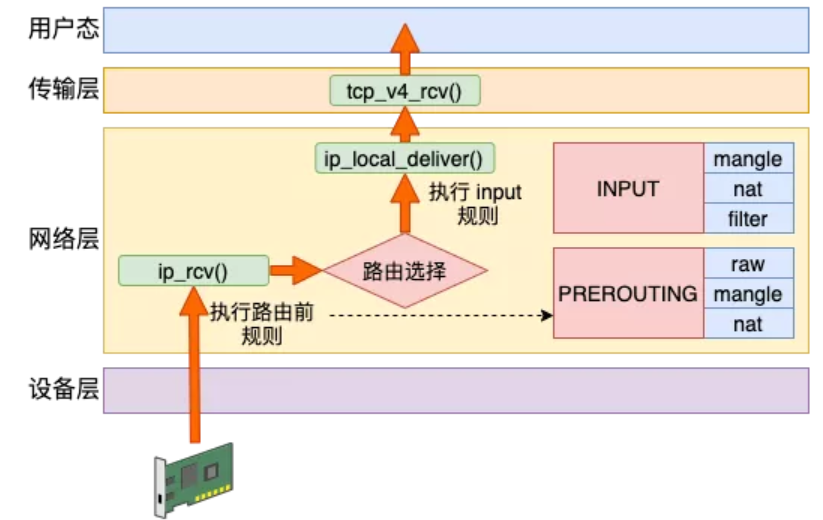 用户态
传输层
tcp_v4_rcv()
网络层
ip_local_deliver()
执行 input
规则
ip_rcv()
路由选择
执行路由前
规则
INPUT
mangle
nat
filter
PREROUTING
raw
mangle
nat
设备层